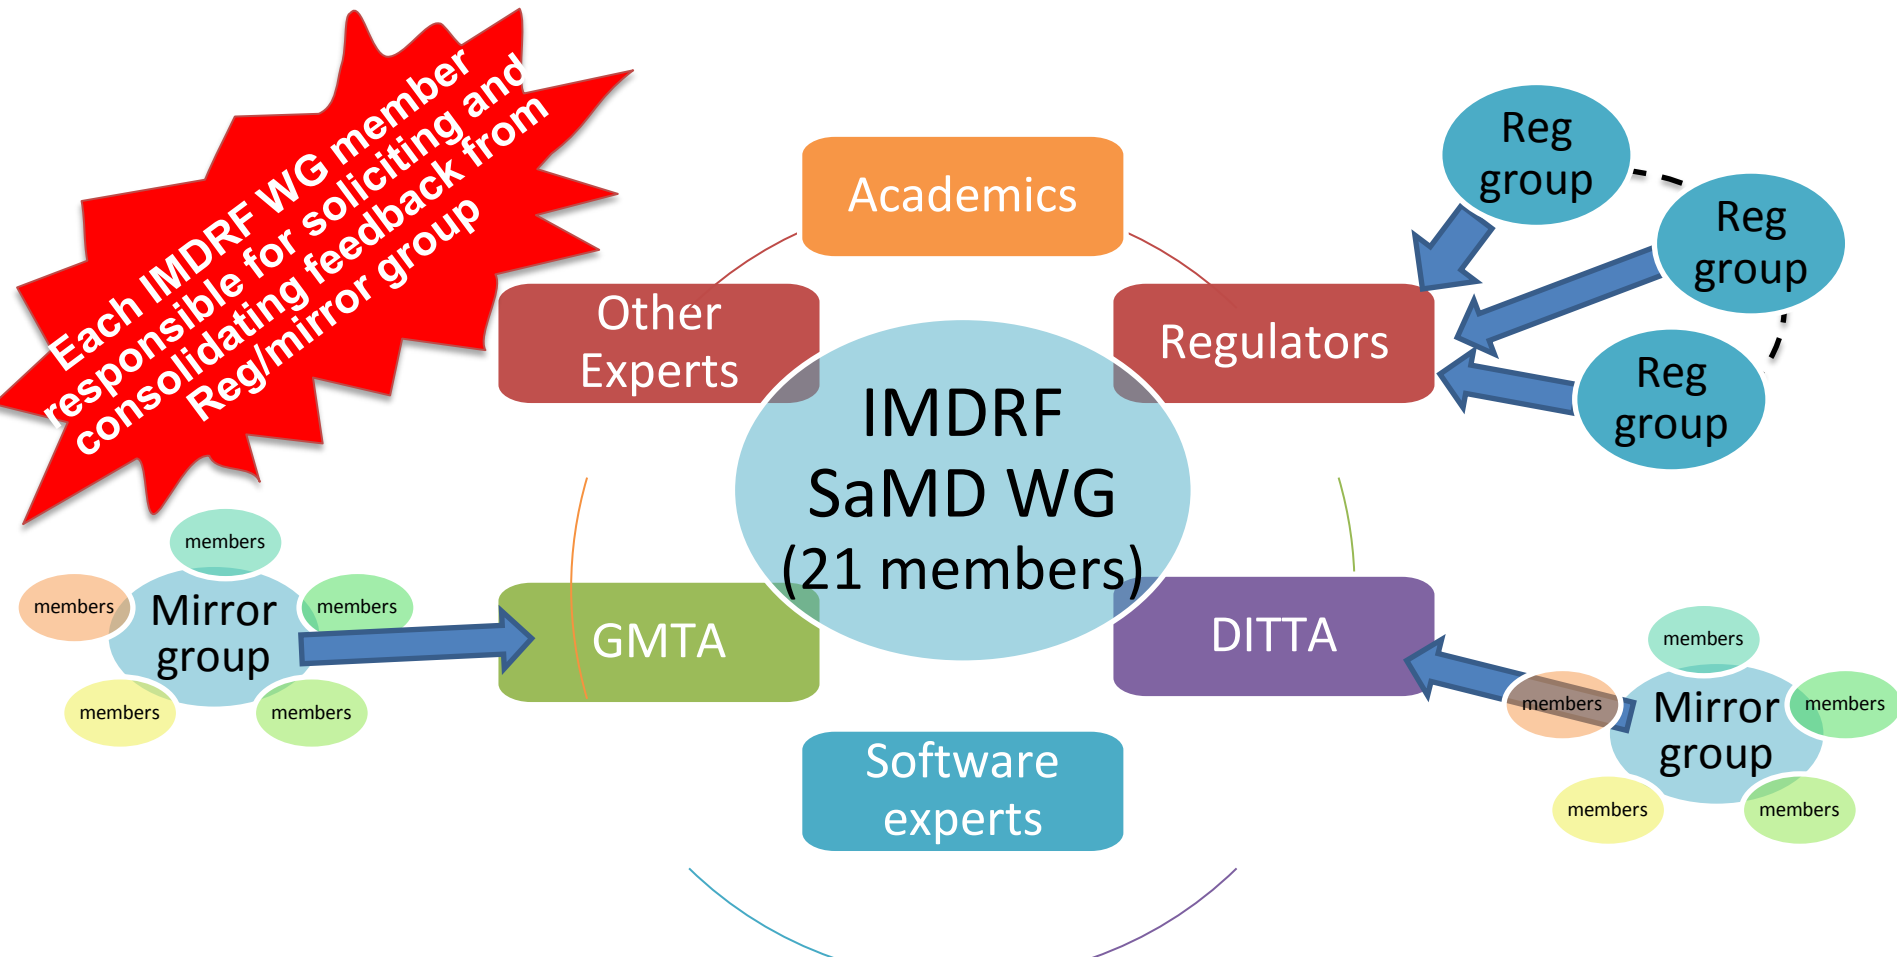 Each IMDRF WG member
responsible for soliciting and
consolidating feedback from
Reg/mirror group
Academics
Other
Experts
Regulators
IMDRF
SaMD WG
(21 members)
GMTA
DITTA
Software
experts
Reg
group
Reg
group
Reg
group
members
members
Mirror
group
members
members
members
members
members
Mirror
group
members
members
members